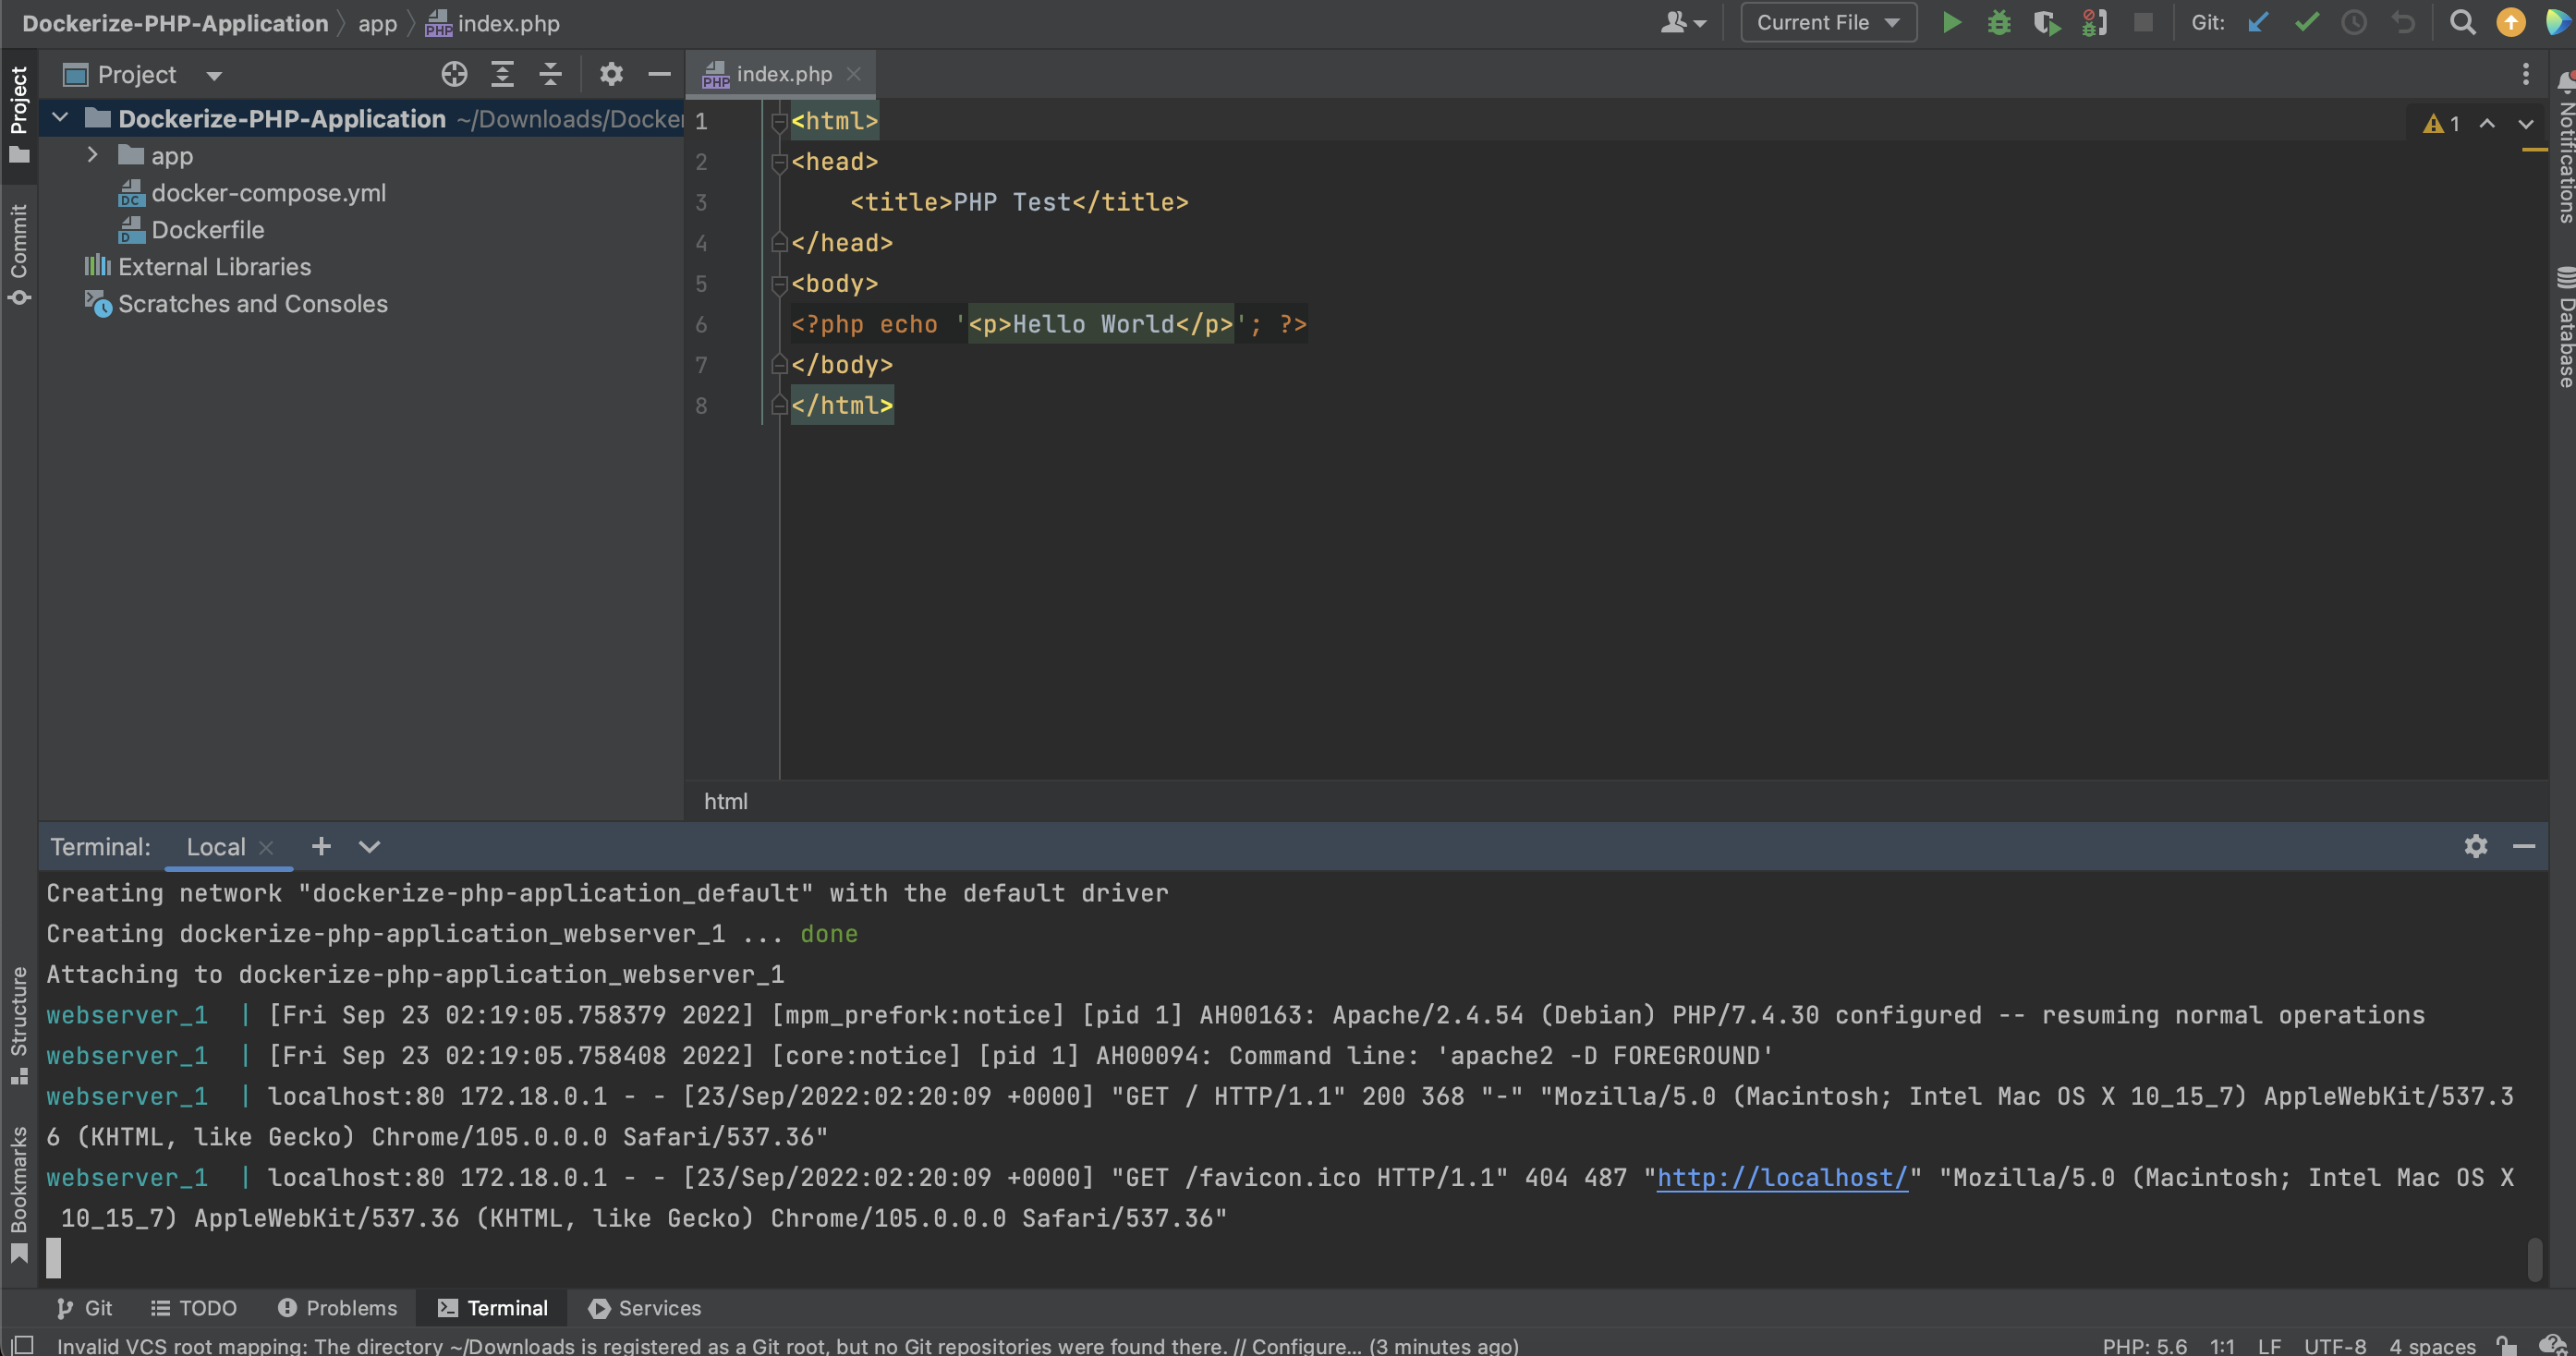 Dockerize-PHP-Application app index.php
Current File Git:
Project
index.php
Project
Commit
Structure
Bookmarks
Notifications
Database
Dockerize-PHP-Application ~/Downloads/Docker
app
docker-compose.yml
Dockerfile
External Libraries
Scratches and Consoles
1 <html>
2 <head>
3 <title>PHP Test</title>
4 </head>
5 <body>
6 <?php echo '<p>Hello World</p>'; ?>
7 </body>
8 </html>
1
html
Terminal: Local
Creating network "dockerize-php-application_default" with the default driver
Creating dockerize-php-application_webserver_1 ... done
Attaching to dockerize-php-application_webserver_1
webserver_1 | [Fri Sep 23 02:19:05.758379 2022] [mpm_prefork:notice] [pid 1] AH00163: Apache/2.4.54 (Debian) PHP/7.4.30 configured -- resuming normal operations
webserver_1 | [Fri Sep 23 02:19:05.758408 2022] [core:notice] [pid 1] AH00094: Command line: 'apache2 -D FOREGROUND'
webserver_1 | localhost:80 172.18.0.1 - - [23/Sep/2022:02:20:09 +0000] "GET / HTTP/1.1" 200 368 "-" "Mozilla/5.0 (Macintosh; Intel Mac OS X 10_15_7) AppleWebKit/537.3
6 (KHTML, like Gecko) Chrome/105.0.0.0 Safari/537.36"
webserver_1 | localhost:80 172.18.0.1 - - [23/Sep/2022:02:20:09 +0000] "GET /favicon.ico HTTP/1.1" 404 487 "http://localhost/" "Mozilla/5.0 (Macintosh; Intel Mac OS X
10_15_7) AppleWebKit/537.36 (KHTML, like Gecko) Chrome/105.0.0.0 Safari/537.36"
Git TODO Problems Terminal Services
Invalid VCS root mapping: The directory ~/Downloads is registered as a Git root, but no Git repositories were found there. // Configure... (3 minutes ago)
PHP: 5.6 1:1 LF UTF-8 4 spaces